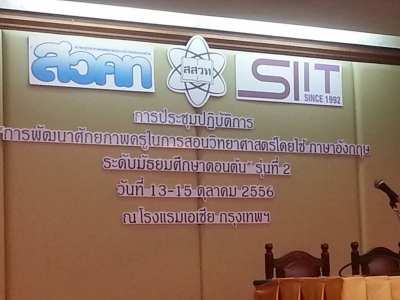 สวคท
สสวท
SIIT
SINCE 1992
การประชุมปฏิบัติการ
"การพัฒนาศักยภาพครูในการสอนวิทยาศาสตร์โดยใช้ภาษาอังกฤษ
ระดับมัธยมศึกษาตอนต้น" รุ่นที่ 2
วันที่ 13-15 ตุลาคม 2556
ณ โรงแรมเอเชีย กรุงเทพฯ